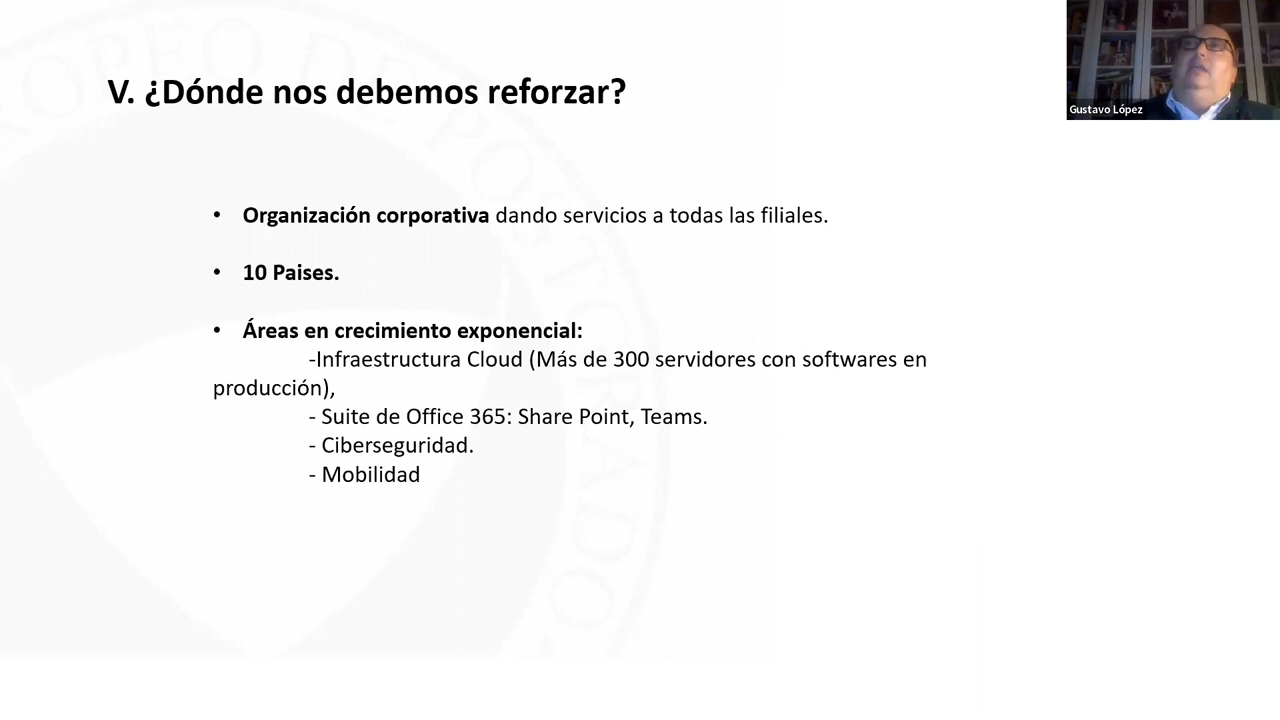 V. ¿Dónde nos debemos reforzar?
Gustavo López
• Organización corporativa dando servicios a todas las filiales.
• 10 Paises.
• Áreas en crecimiento exponencial:
-Infraestructura Cloud (Más de 300 servidores con softwares en
producción),
- Suite de Office 365: Share Point, Teams.
- Ciberseguridad.
- Mobilidad